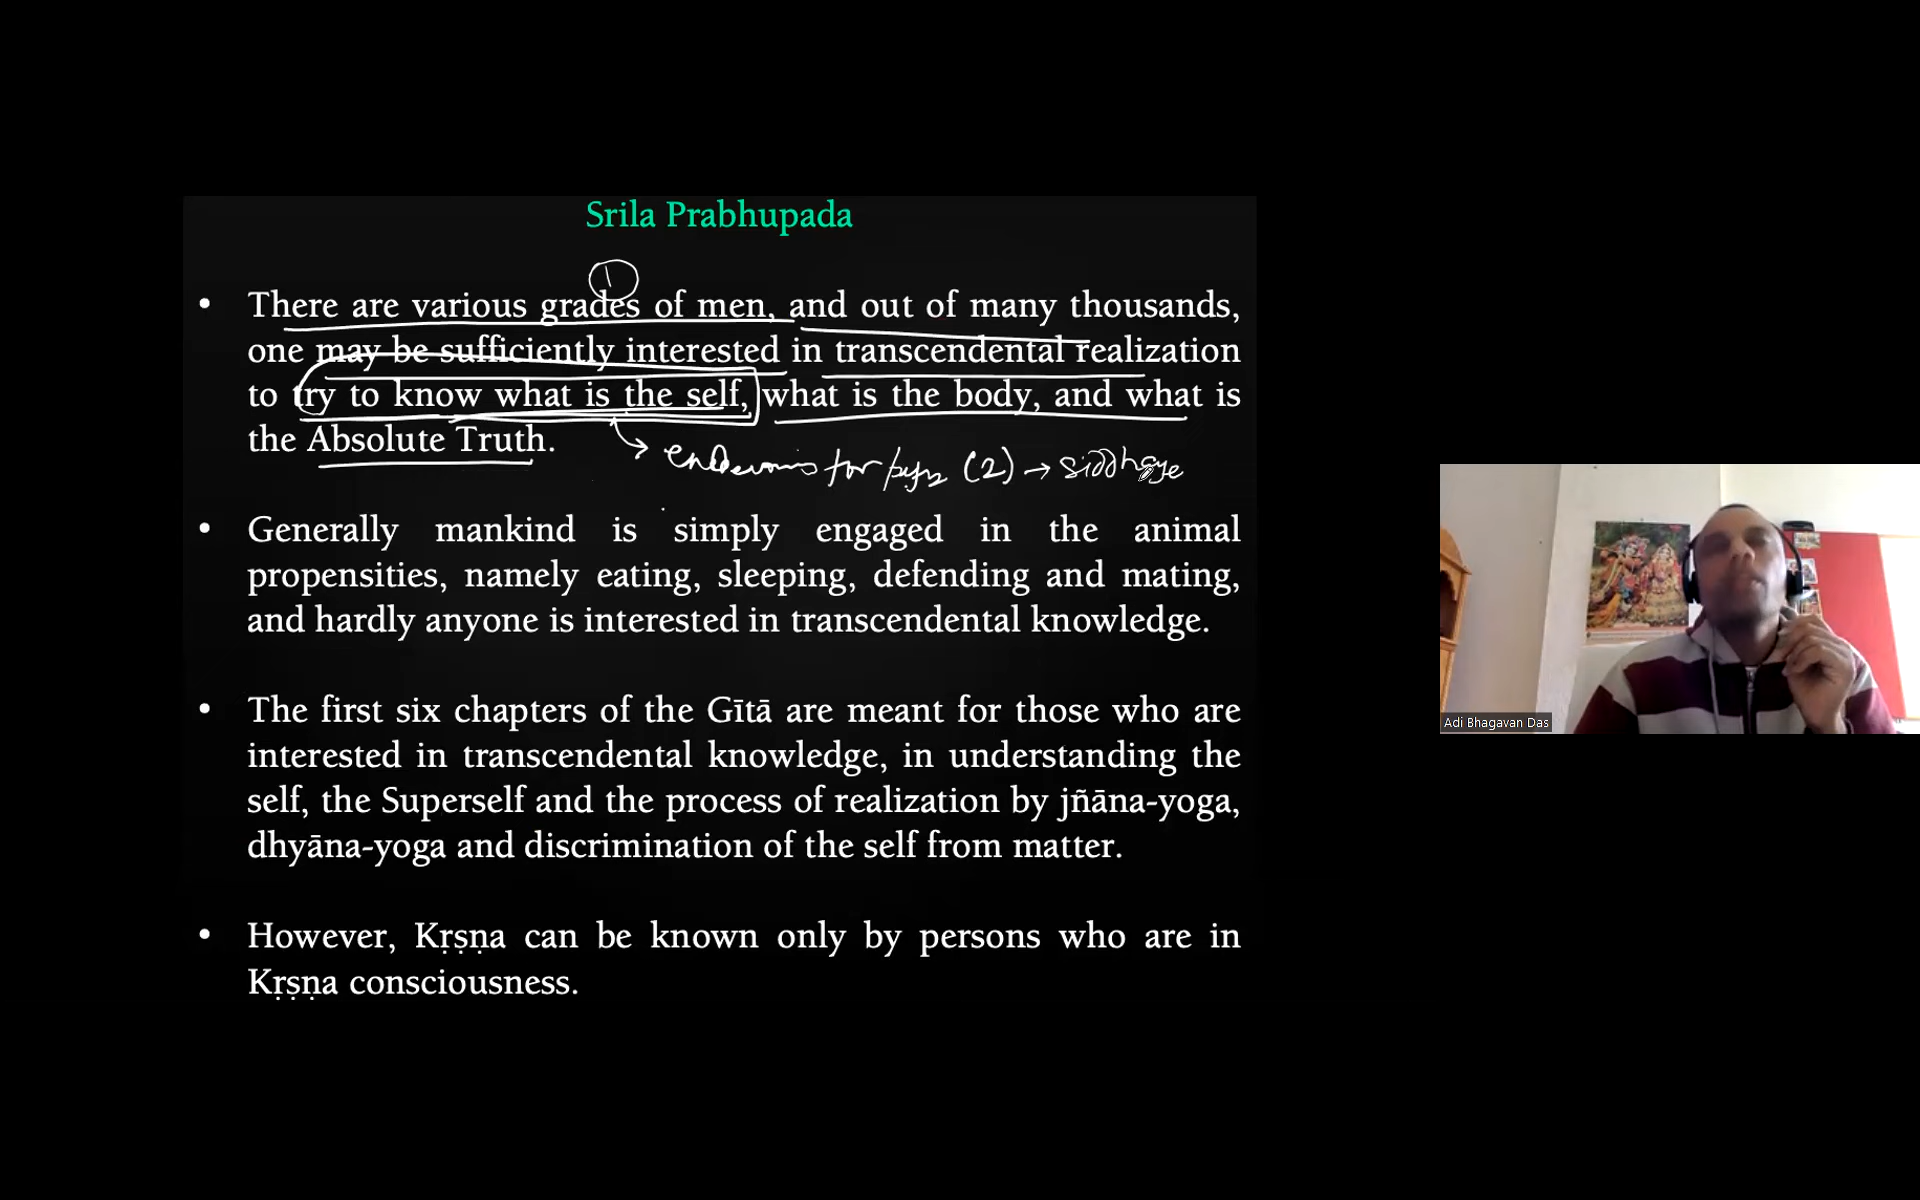 Srila Prabhupada
1
• There are various grades of men, and out of many thousands,
one may be sufficiently interested in transcendental realization
to try to know what is the self, what is the body, and what is
the Absolute Truth.
for (2) → siddhaye
• Generally mankind is simply engaged in the animal
propensities, namely eating, sleeping, defending and mating,
and hardly anyone is interested in transcendental knowledge.
• The first six chapters of the Gītā are meant for those who are
interested in transcendental knowledge, in understanding the
self, the Superself and the process of realization by jñāna-yoga,
dhyāna-yoga and discrimination of the self from matter.
• However, Kṛṣṇa can be known only by persons who are in
Kṛṣṇa consciousness.
Adi Bhagavan Das